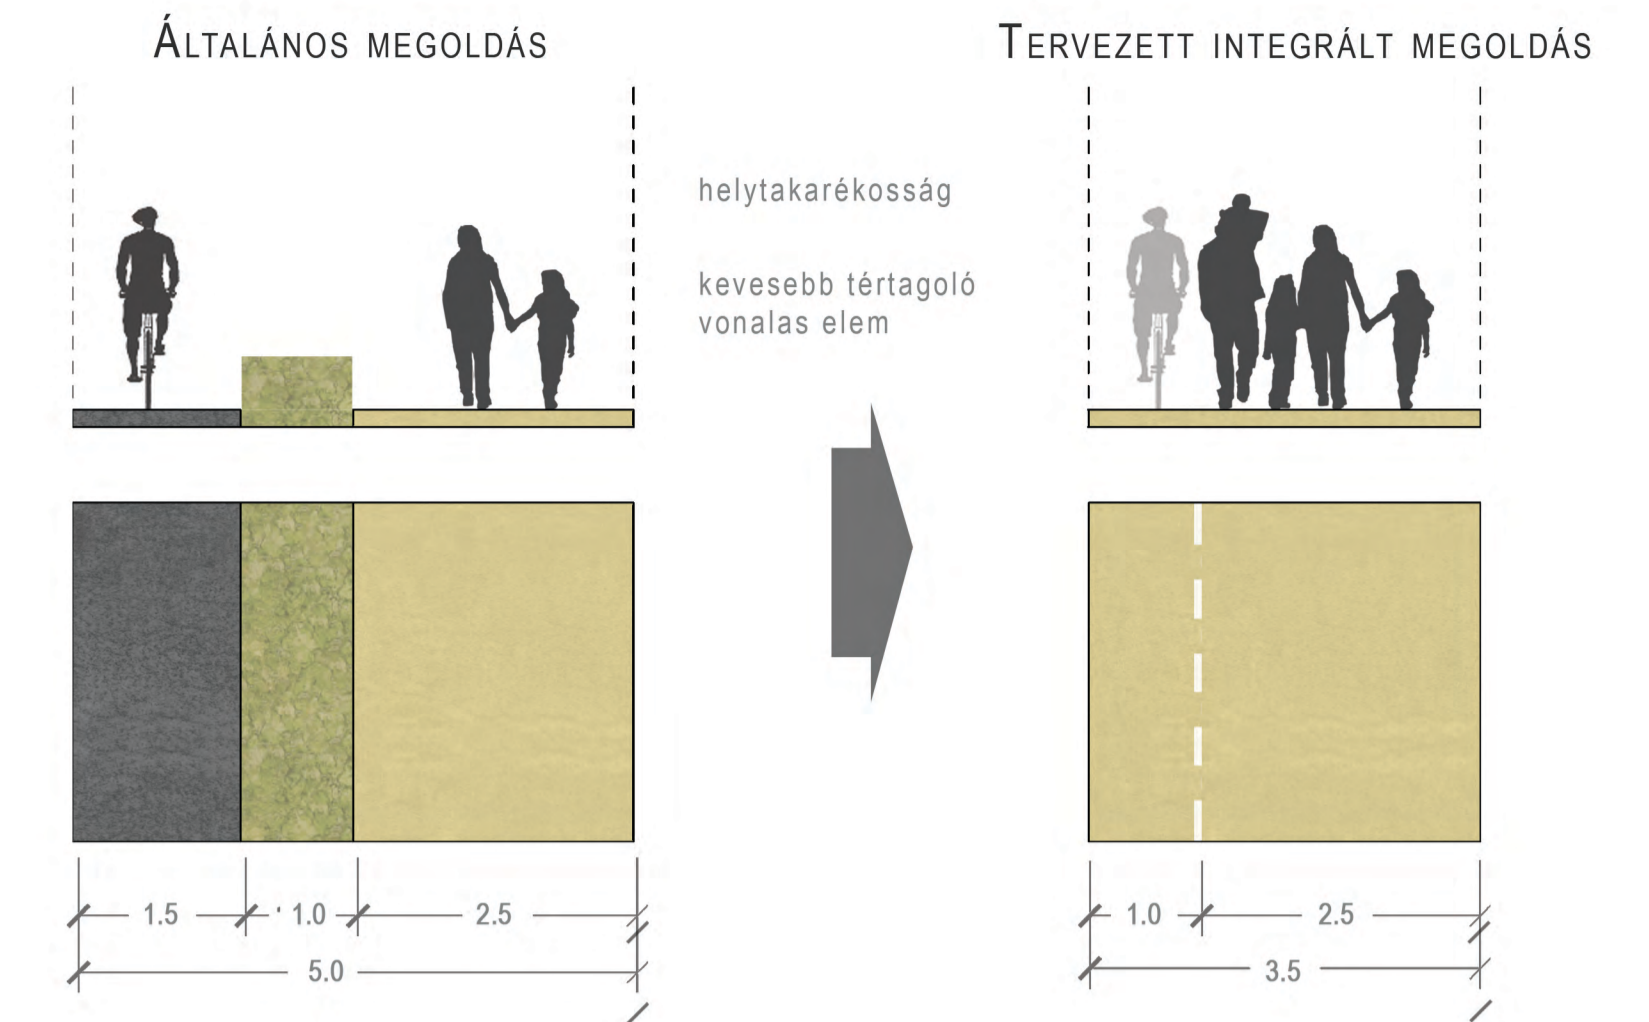 Általános megoldás
Tervezett integrált megoldás
helytakarékosság
kevesebb tértagoló
vonalas elem
1.5 1.0 2.5
5.0
1.0 2.5
3.5